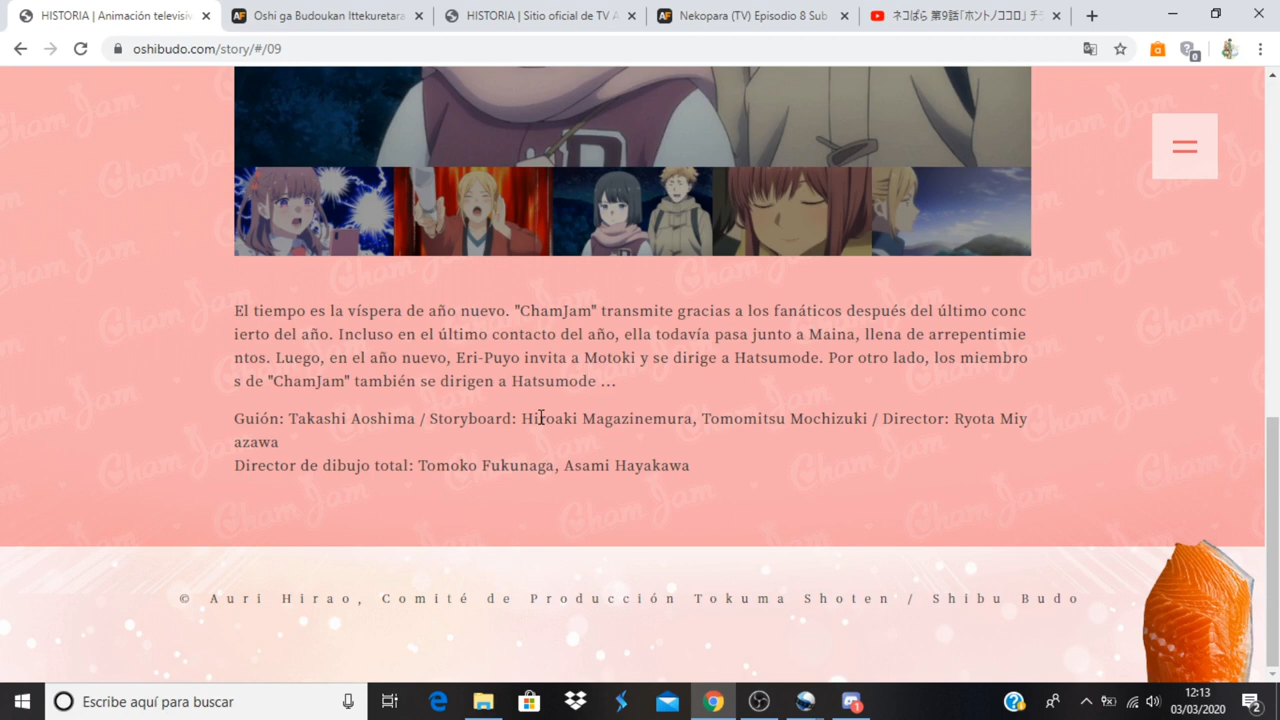 HISTORIA | Animación televisiv
Oshi ga Budoukan Ittekuretara
HISTORIA | Sitio oficial de TV A
Nekopara (TV) Episodio 8 Sub
ネコぱら 第9話「ホントノココロ」 チラ
oshibudo.com/story/#/09
0
Cham Jam
El tiempo es la víspera de año nuevo. "ChamJam" transmite gracias a los fanáticos después del último conc
ierto del año. Incluso en el último contacto del año, ella todavía pasa junto a Maina, llena de arrepentimie
ntos. Luego, en el año nuevo, Eri-Puyo invita a Motoki y se dirige a Hatsumode. Por otro lado, los miembro
s de "ChamJam" también se dirigen a Hatsumode ...
Guión: Takashi Aoshima / Storyboard: Hiroaki Magazinemura, Tomomitsu Mochizuki / Director: Ryota Miy
azawa
Director de dibujo total: Tomoko Fukunaga, Asami Hayakawa
© Auri Hirao, Comité de Producción Tokuma Shoten / Shibu Budo
Escribe aquí para buscar
12:13
03/03/2020
2